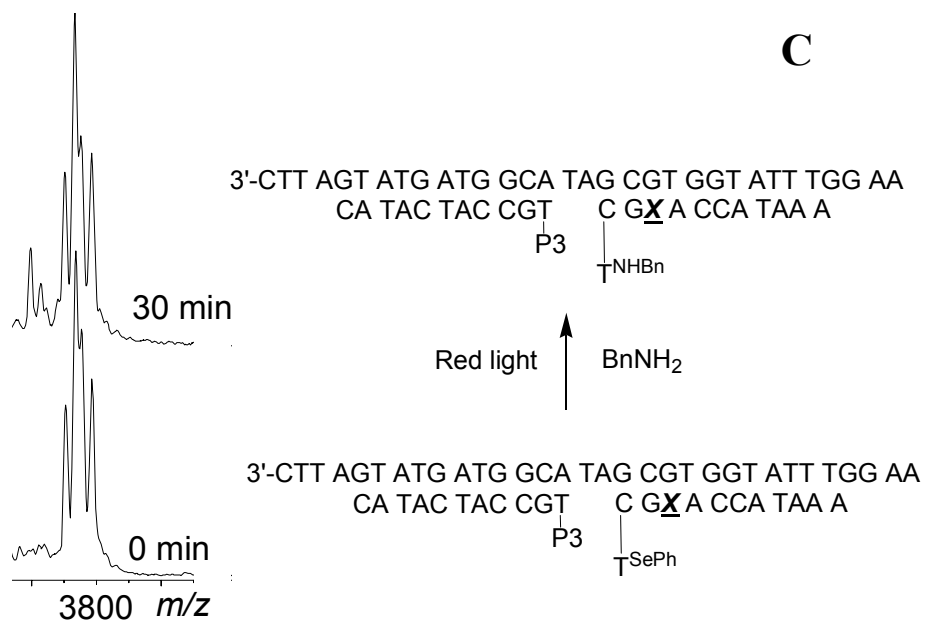 C
3'-CTT AGT ATG ATG GCA TAG CGT GGT ATT TGG AA
CA TAC TAC CGT C GX A CCA TAA A
P3
T^NHBn
30 min
Red light BnNH₂
3'-CTT AGT ATG ATG GCA TAG CGT GGT ATT TGG AA
CA TAC TAC CGT C GX A CCA TAA A
P3
0 min
T^SePh
3800 m/z